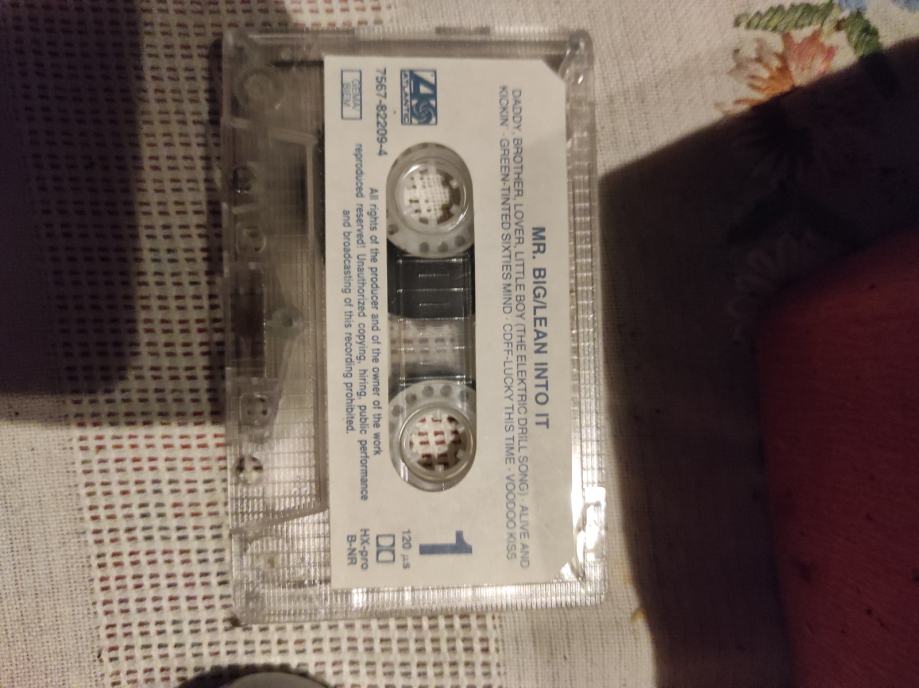 MR. BIG/LEAN INTO IT
DADDY, BROTHER, LOVER, LITTLE BOY (THE ELEKTRIC DRILL SONG) · ALIVE AND
KICKIN' · GREEN-TINTED SIXTIES MIND · CDFF-LUCKY THIS TIME · VOODOO KISS
ATLANTIC
1
7567-82209-4
120 µs
HX-pro
B-NR
GEMA
BIEM
All rights of the producer and of the owner of the work
reproduced reserved! Unauthorized copying, hiring, public performance
and broadcasting of this recording prohibited.